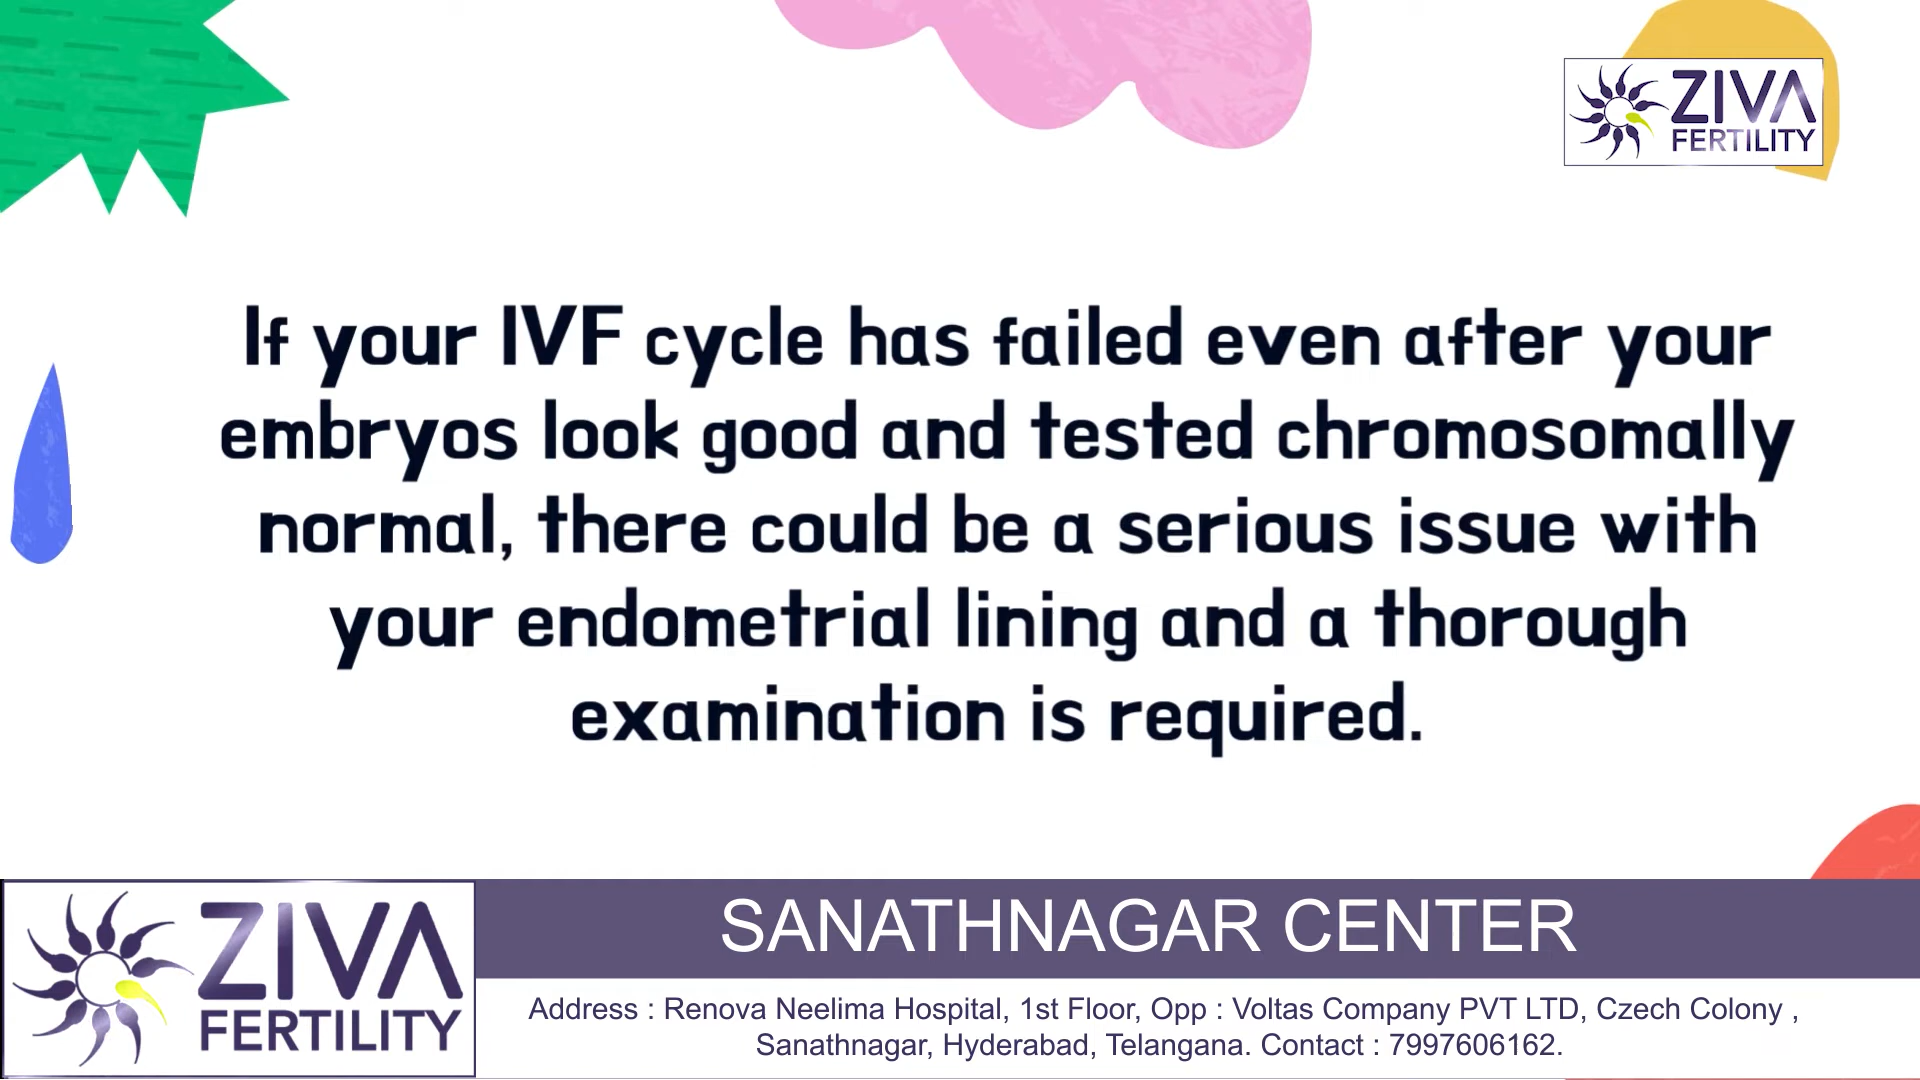 ZIVA
FERTILITY
If your IVF cycle has failed even after your
embryos look good and tested chromosomally
normal, there could be a serious issue with
your endometrial lining and a thorough
examination is required.
ZIVA
FERTILITY
SANATHNAGAR CENTER
Address : Renova Neelima Hospital, 1st Floor, Opp : Voltas Company PVT LTD, Czech Colony ,
Sanathnagar, Hyderabad, Telangana. Contact : 7997606162.